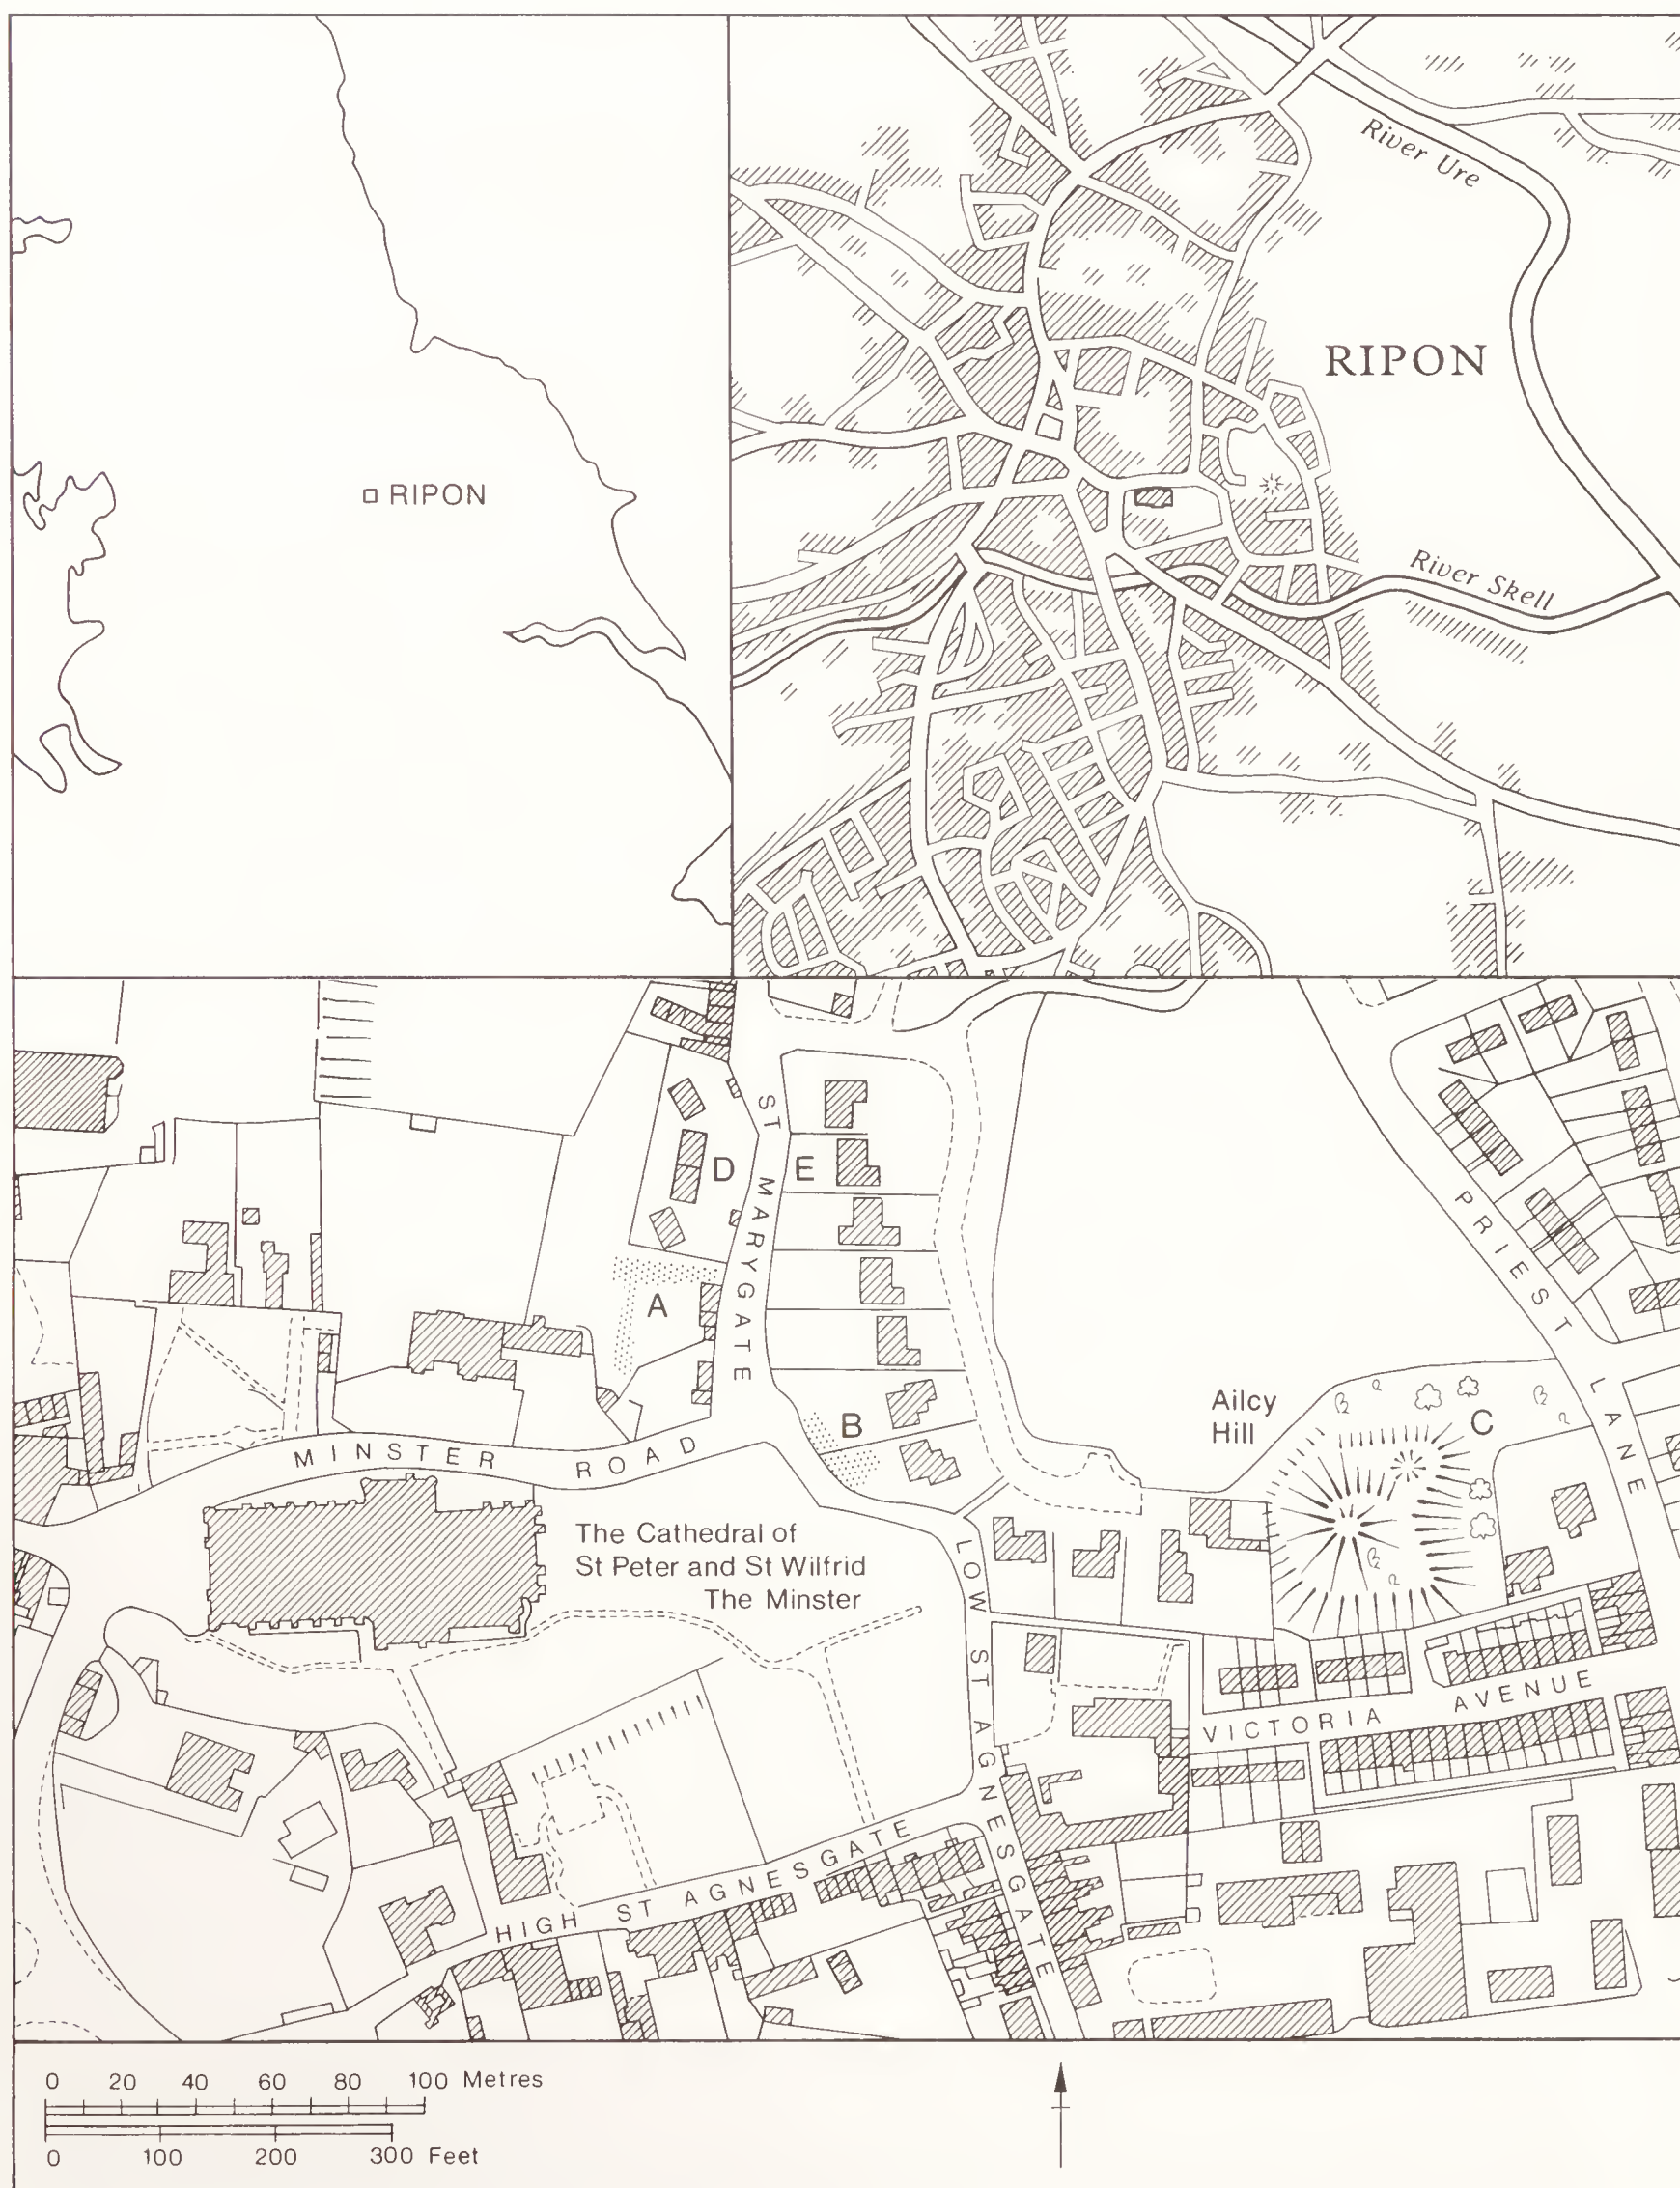 RIPON
River Ure
RIPON
River Skell
ST MARYGATE
D
E
A
B
C
PRIEST LANE
Ailcy
Hill
MINSTER ROAD
The Cathedral of
St Peter and St Wilfrid
The Minster
LOW ST AGNESGATE
VICTORIA AVENUE
HIGH ST AGNESGATE
0 20 40 60 80 100 Metres
0 100 200 300 Feet